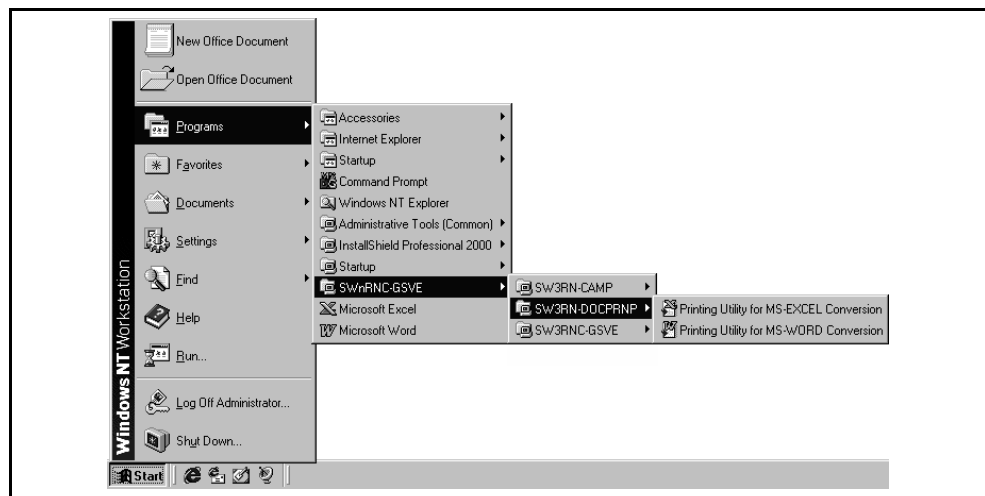 New Office Document
Open Office Document
Programs
Favorites
Documents
Settings
Find
Help
Run...
Log Off Administrator...
Shut Down...
Windows NT Workstation
Accessories
Internet Explorer
Startup
Command Prompt
Windows NT Explorer
Administrative Tools (Common)
InstallShield Professional 2000
Startup
SWnRNC-GSVE
Microsoft Excel
Microsoft Word
SW3RN-CAMP
SW3RN-DOCPRNP
SW3RNC-GSVE
Printing Utility for MS-EXCEL Conversion
Printing Utility for MS-WORD Conversion
Start